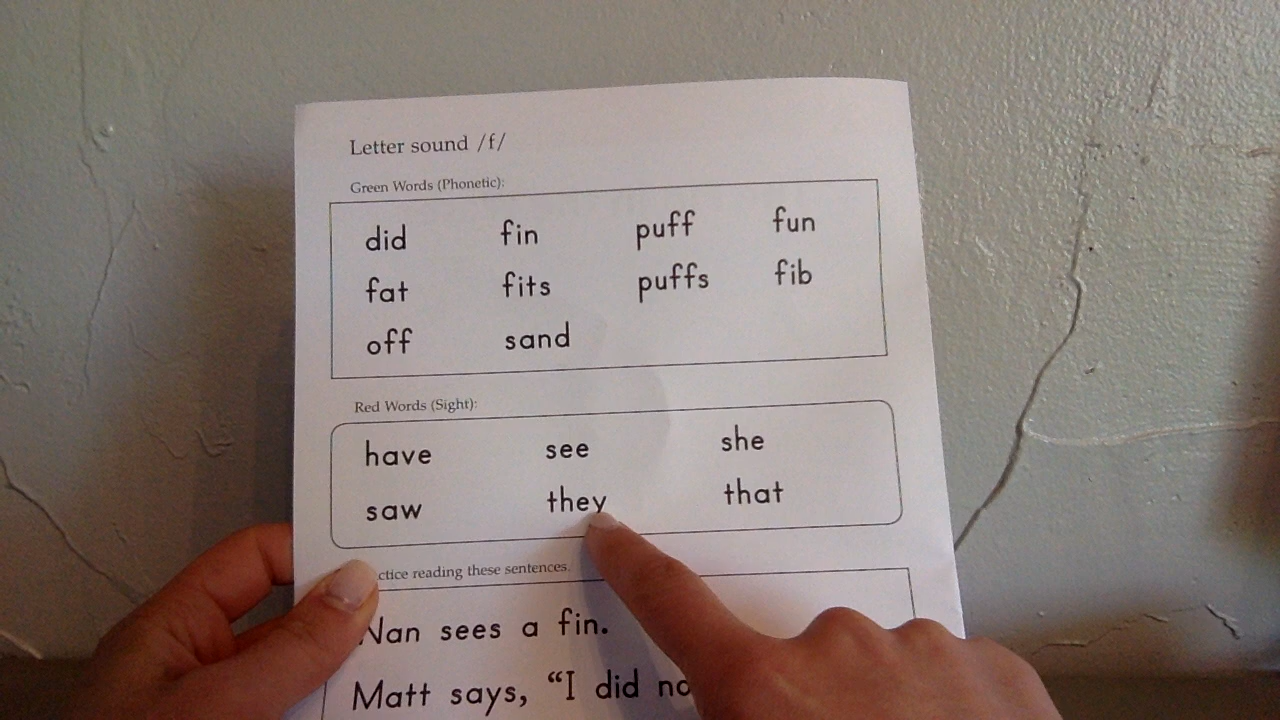 Letter sound /f/
Green Words (Phonetic):
did fin puff fun
fat fits puffs fib
off sand
Red Words (Sight):
have see she
saw they that
reading these sentences.
Nan sees a fin.
Matt says, “I did